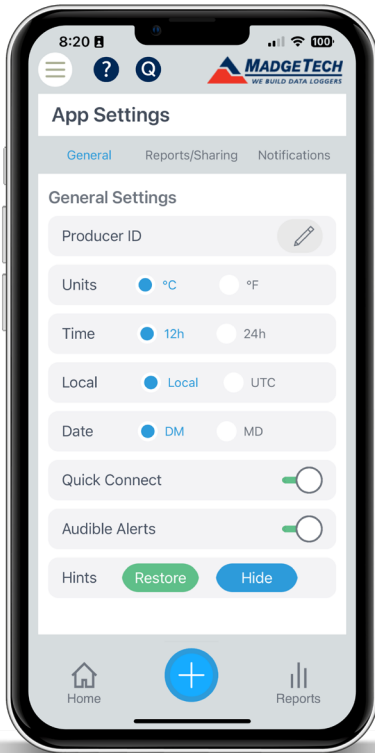 8:20 100
? Q MADGETECH
WE BUILD DATA LOGGERS
App Settings
General Reports/Sharing Notifications
General Settings
Producer ID
Units °C °F
Time 12h 24h
Local Local UTC
Date DM MD
Quick Connect
Audible Alerts
Hints Restore Hide
Home Reports